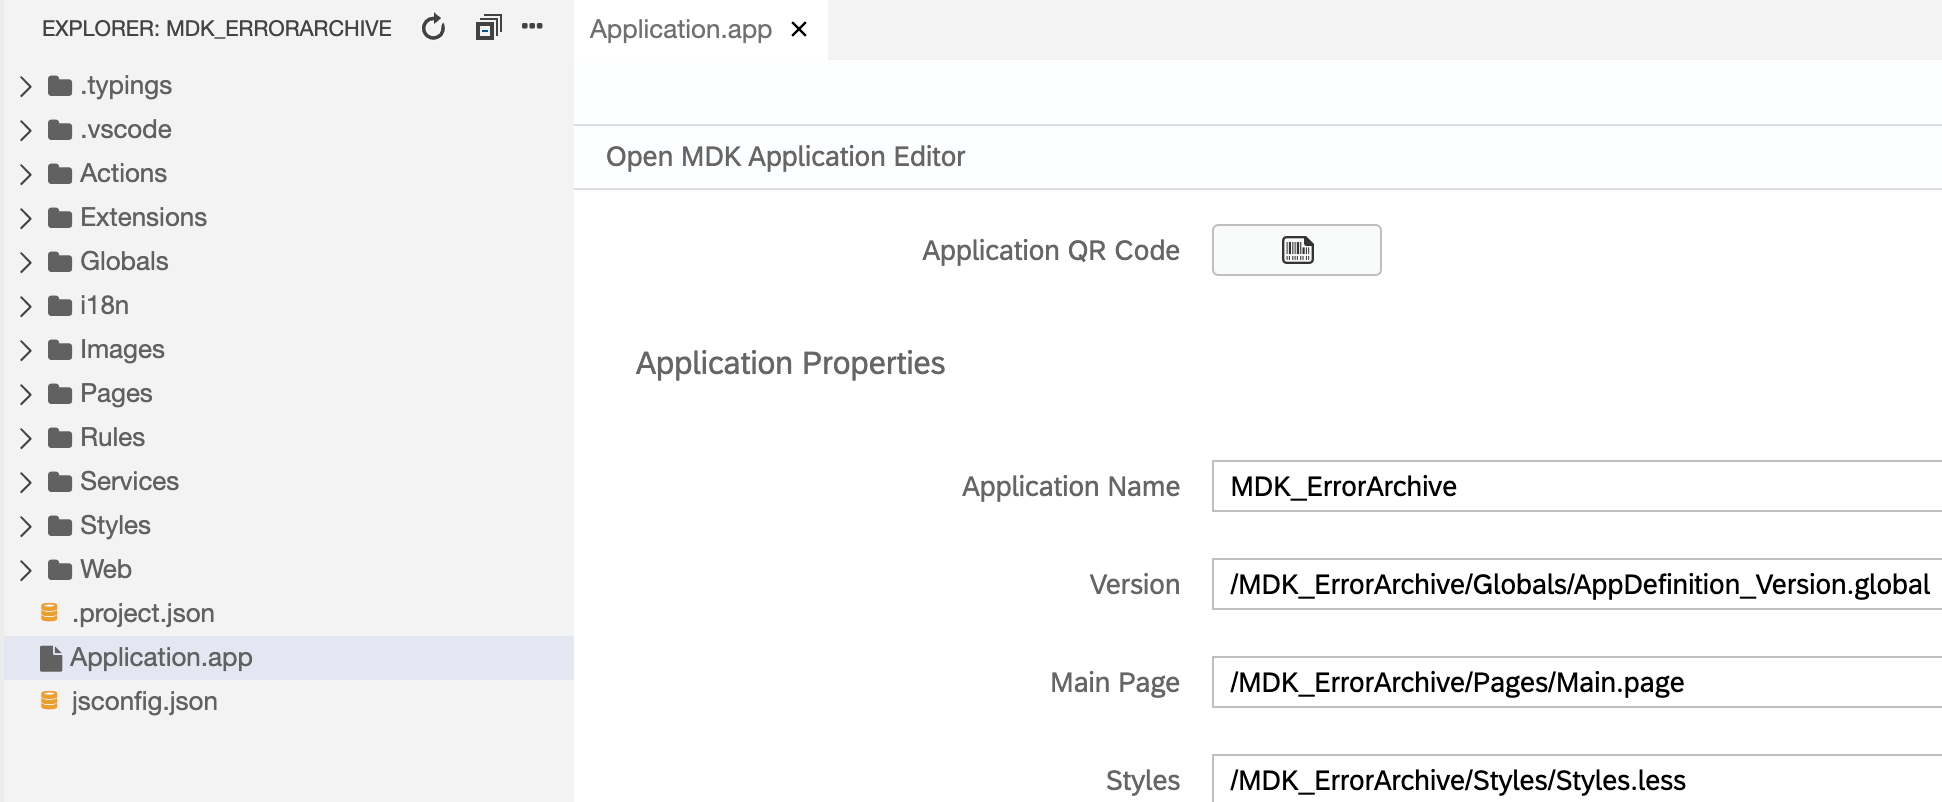 EXPLORER: MDK_ERRORARCHIVE
.typings
.vscode
Actions
Extensions
Globals
i18n
Images
Pages
Rules
Services
Styles
Web
.project.json
Application.app
jsconfig.json
Application.app
Open MDK Application Editor
Application QR Code
Application Properties
Application Name MDK_ErrorArchive
Version /MDK_ErrorArchive/Globals/AppDefinition_Version.global
Main Page /MDK_ErrorArchive/Pages/Main.page
Styles /MDK_ErrorArchive/Styles/Styles.less